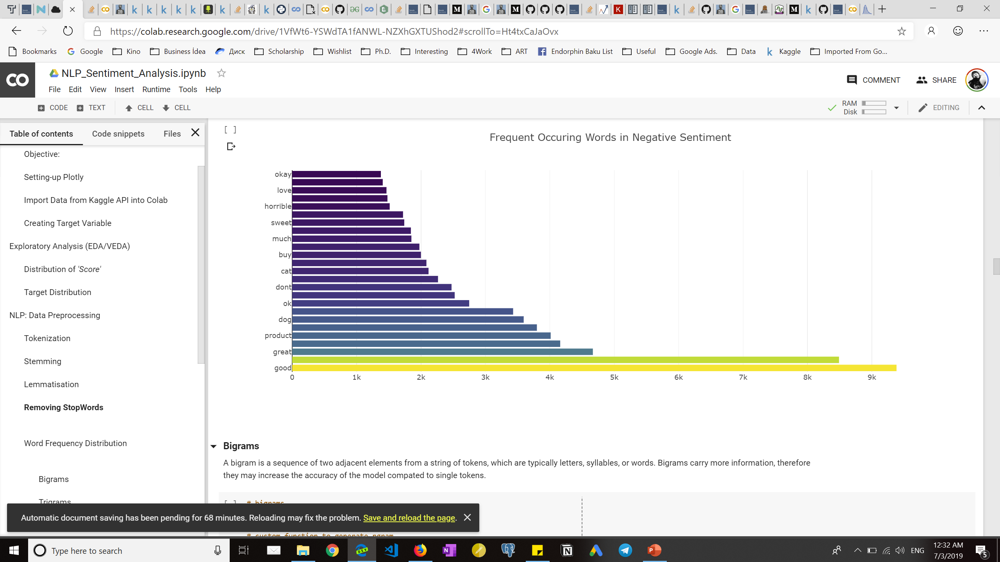 https://colab.research.google.com/drive/1VfWt6-YSWdTA1fANWL-NZXhGXTUShod2#scrollTo=Ht4txCaJaOvx
Bookmarks Google Kino Business İdea Диск Scholarship Wishlist Ph.D. Interesting 4Work ART Endorphin Baku List Useful Google Ads. Data Kaggle Imported From Go...
NLP_Sentiment_Analysis.ipynb
COMMENT SHARE
File Edit View Insert Runtime Tools Help
CODE TEXT CELL CELL
RAM
Disk
EDITING
Table of contents Code snippets Files
Objective:
Setting-up Plotly
Import Data from Kaggle API into Colab
Creating Target Variable
Exploratory Analysis (EDA/VEDA)
Distribution of 'Score'
Target Distribution
NLP: Data Preprocessing
Tokenization
Stemming
Lemmatisation
Removing StopWords
Word Frequency Distribution
Bigrams
Trigrams
[ ]
Frequent Occuring Words in Negative Sentiment
okay
love
horrible
sweet
much
buy
cat
dont
ok
dog
product
great
good
0 1k 2k 3k 4k 5k 6k 7k 8k 9k
Bigrams
A bigram is a sequence of two adjacent elements from a string of tokens, which are typically letters, syllables, or words. Bigrams carry more information, therefore
they may increase the accuracy of the model compated to single tokens.
[ ] # bigrams
# custom function to generate ngram
Automatic document saving has been pending for 68 minutes. Reloading may fix the problem. Save and reload the page.
Type here to search
ENG
12:32 AM
7/3/2019
5